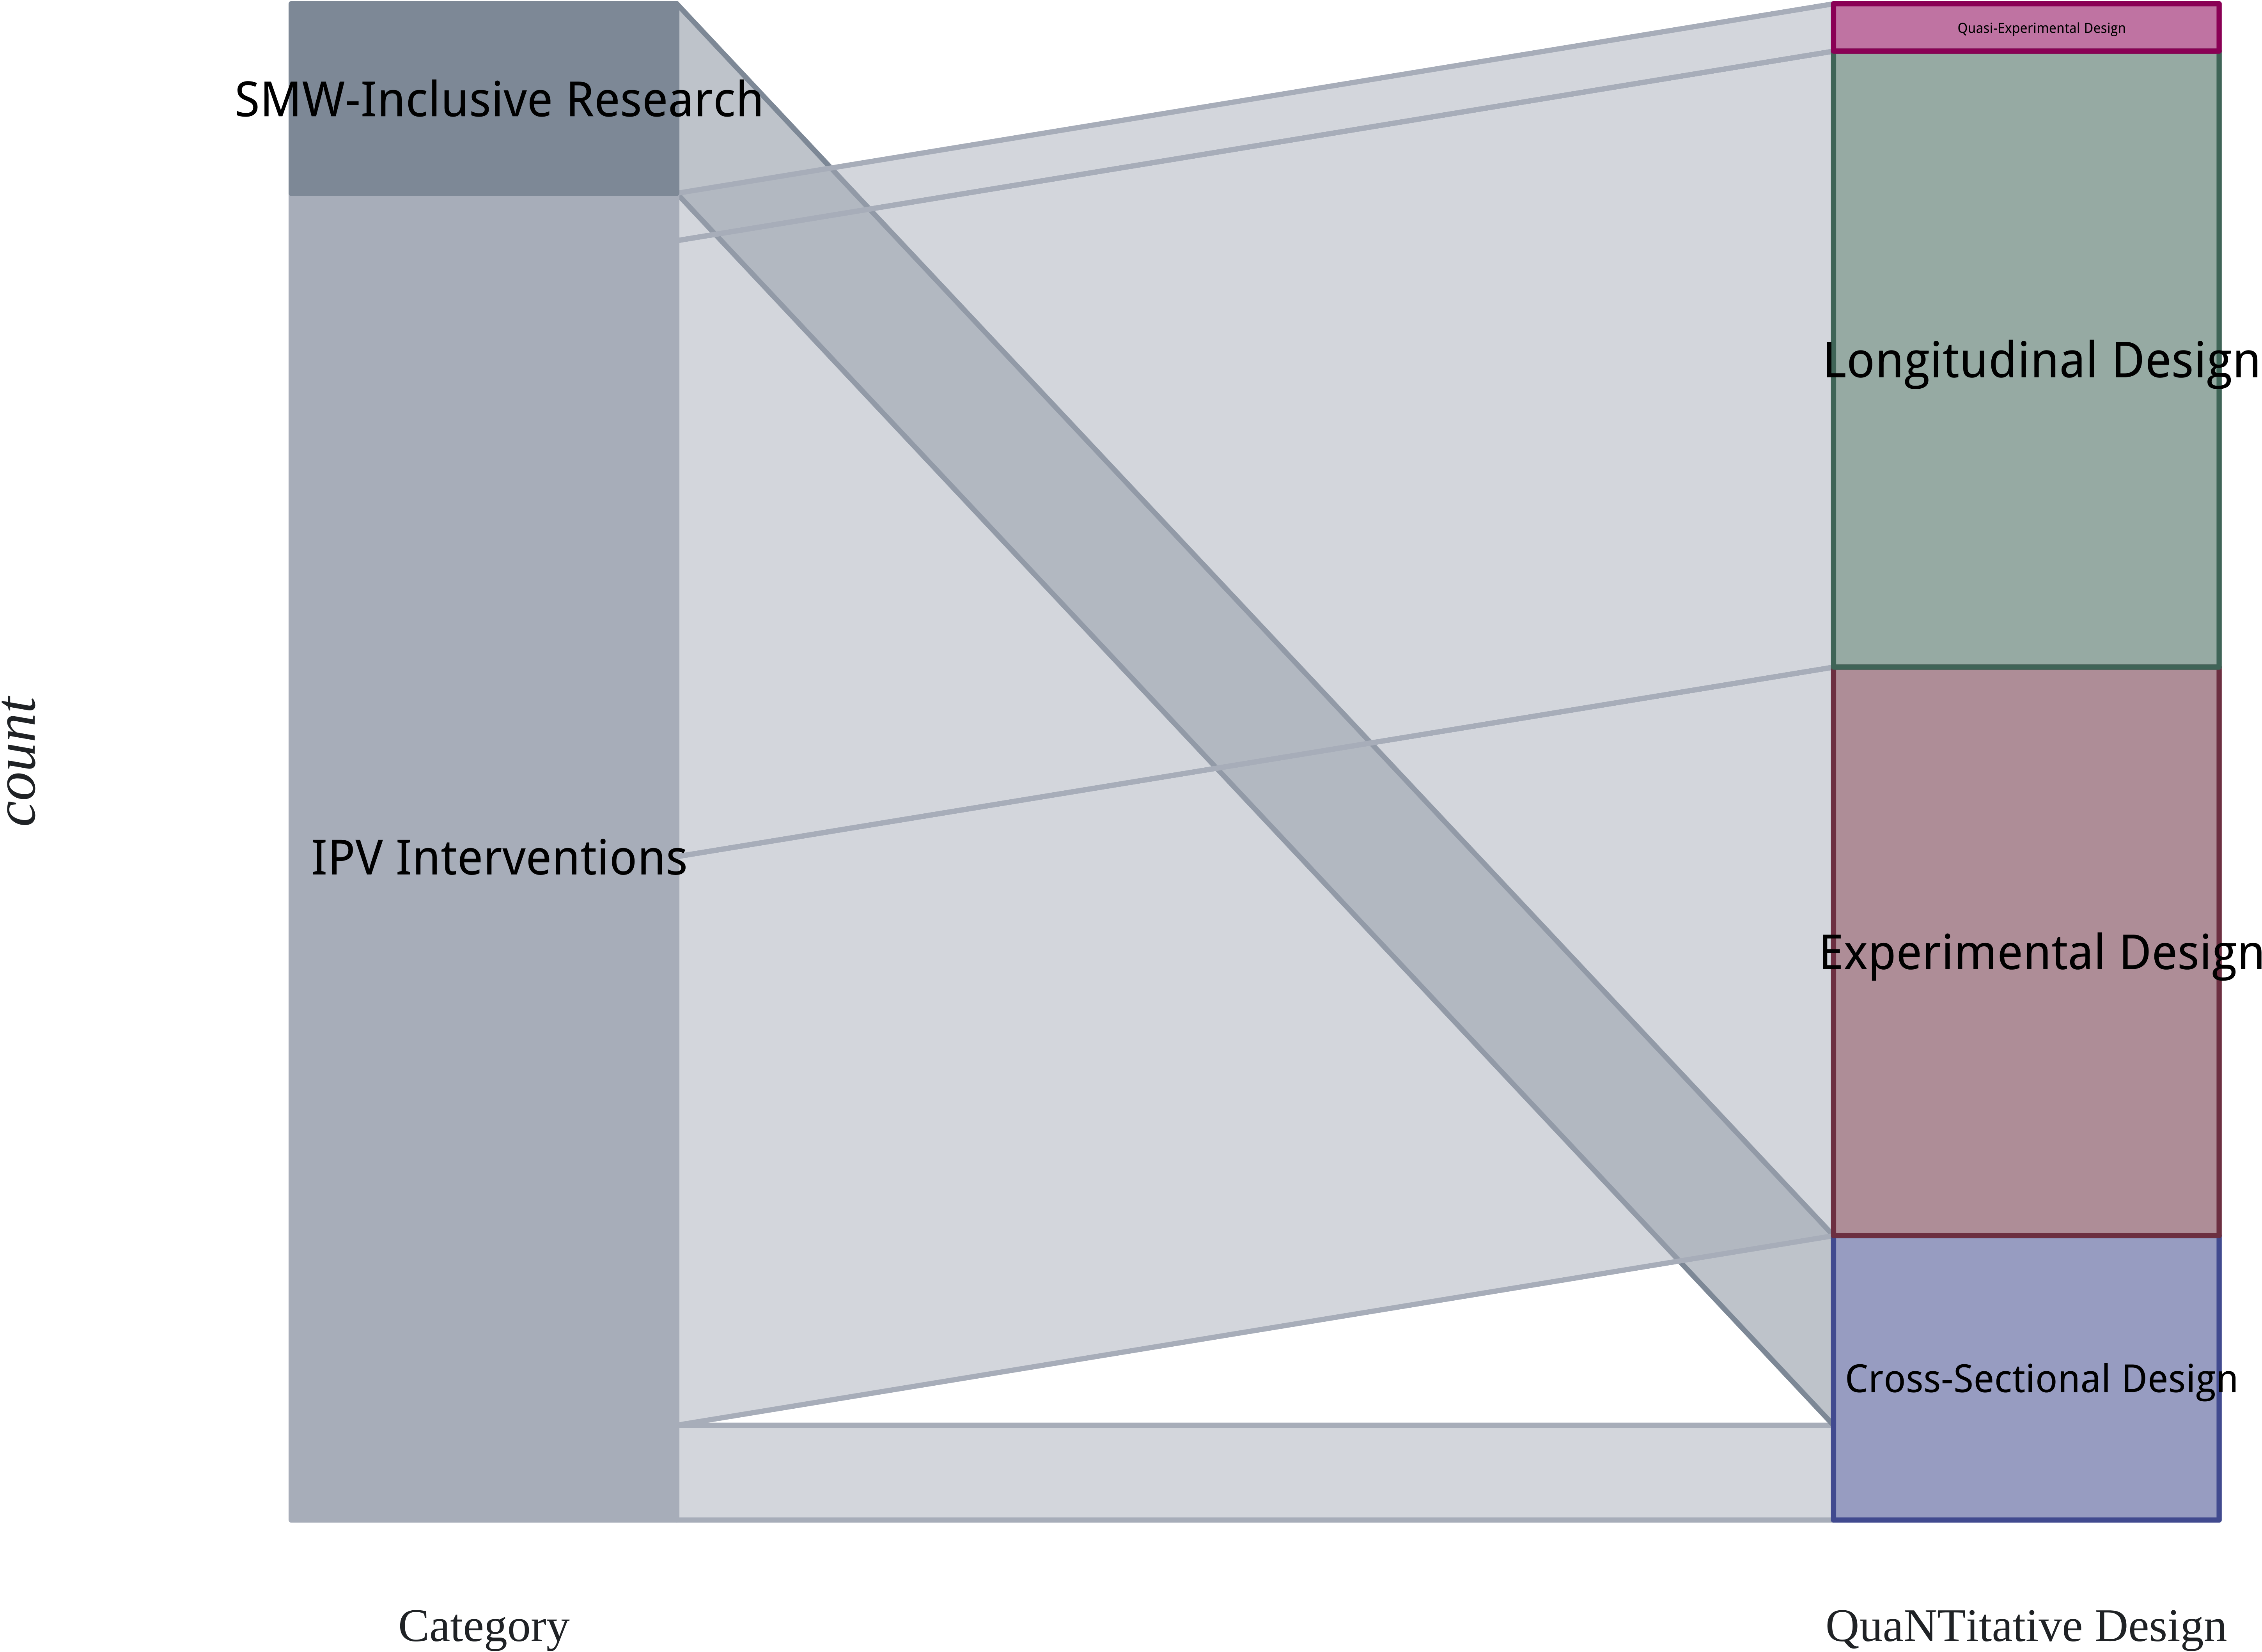 Quasi-Experimental Design
SMW-Inclusive Research
Longitudinal Design
count
IPV Interventions
Experimental Design
Cross-Sectional Design
Category
QuaNTitative Design